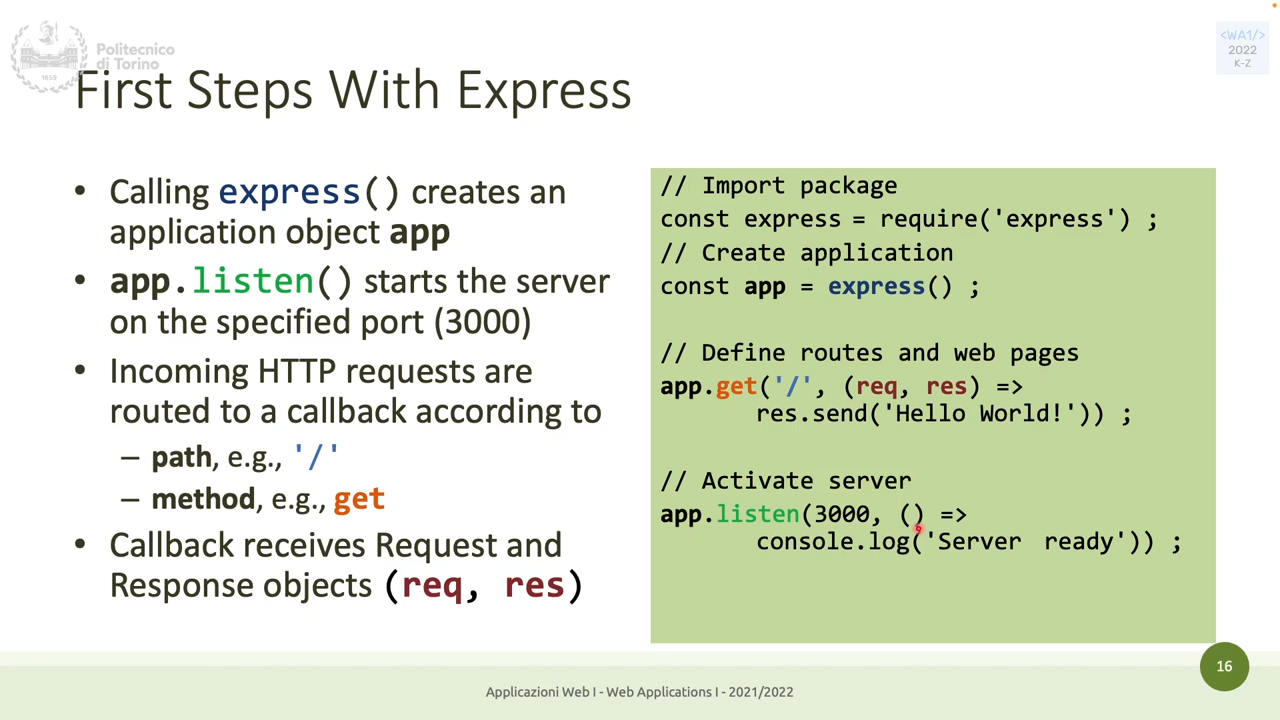 Politecnico
di Torino
1859
<WA1/>
2022
K-Z
First Steps With Express
• Calling express() creates an
application object app
• app.listen() starts the server
on the specified port (3000)
• Incoming HTTP requests are
routed to a callback according to
– path, e.g., '/'
– method, e.g., get
• Callback receives Request and
Response objects (req, res)
// Import package
const express = require('express') ;
// Create application
const app = express() ;
// Define routes and web pages
app.get('/', (req, res) =>
res.send('Hello World!')) ;
// Activate server
app.listen(3000, () =>
console.log('Server ready')) ;
Applicazioni Web I - Web Applications I - 2021/2022
16